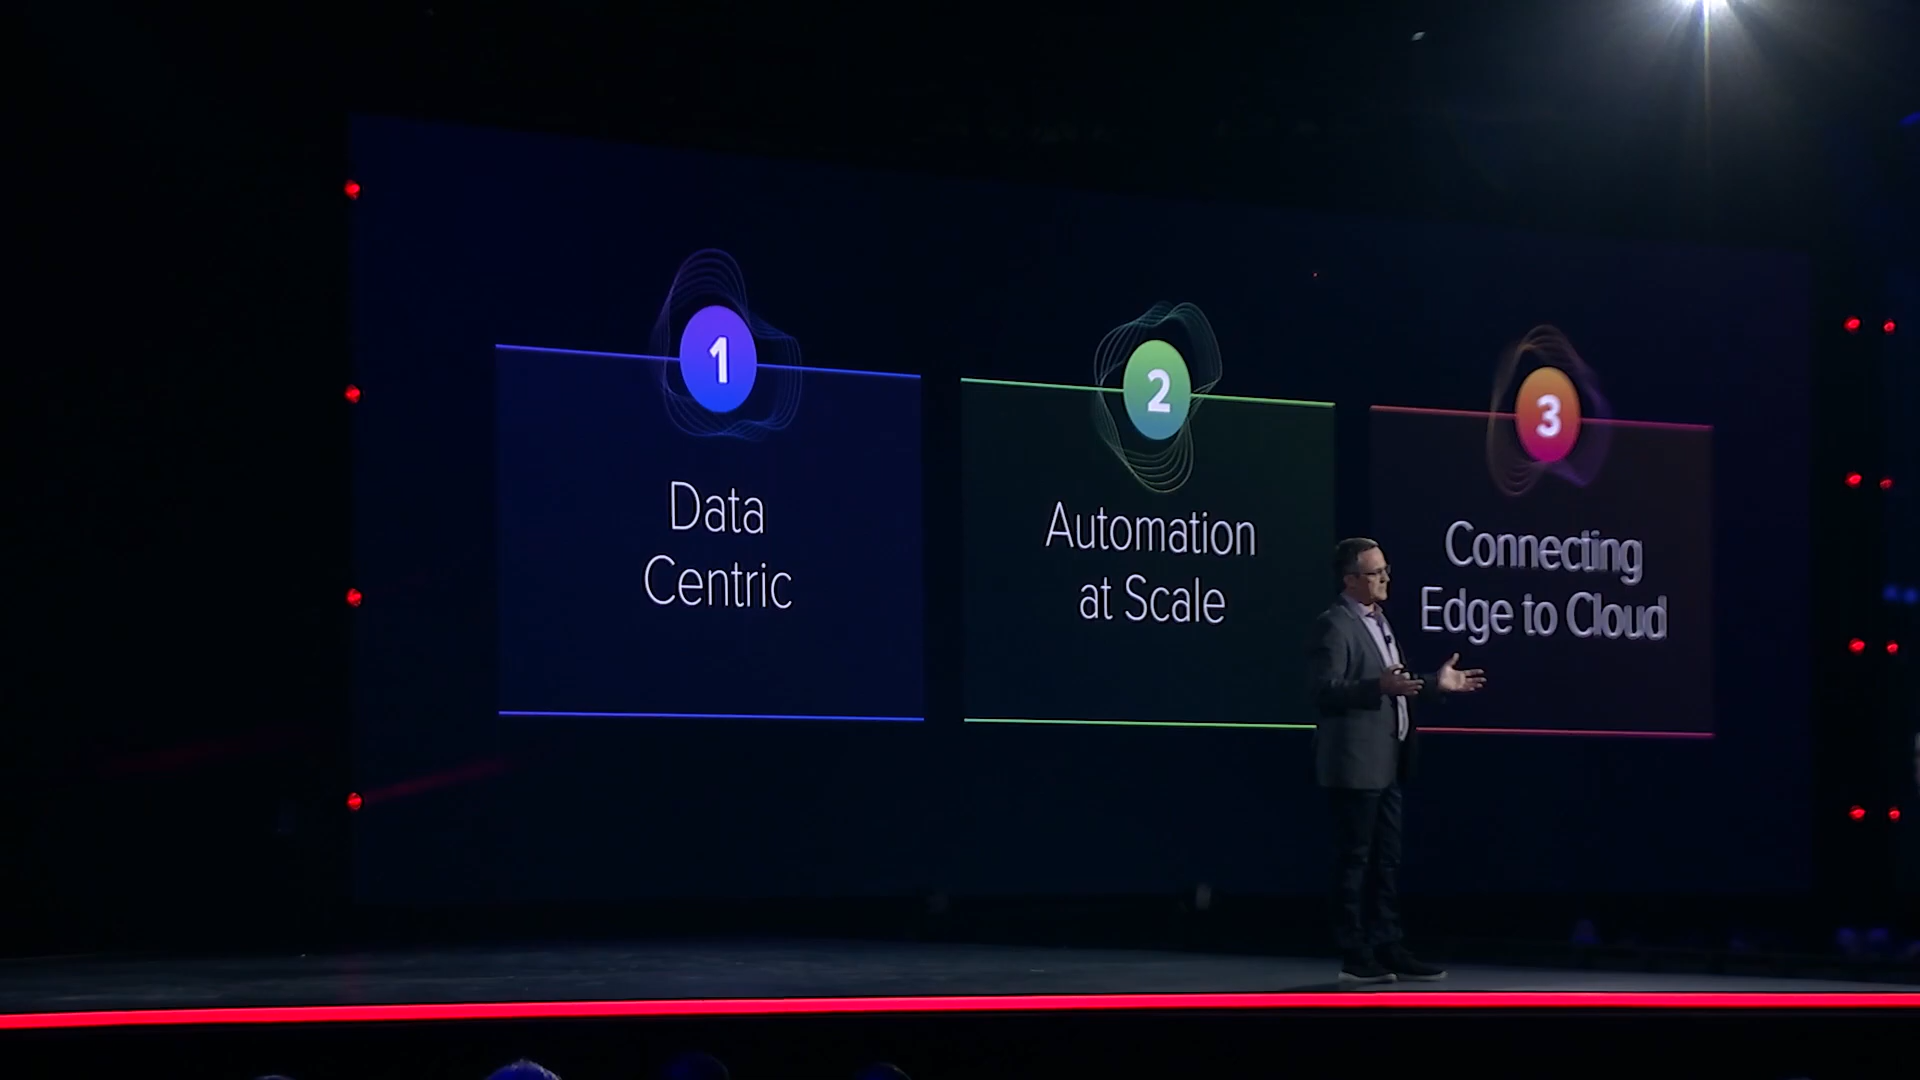 1
Data
Centric
2
Automation
at Scale
3
Connecting
Edge to Cloud